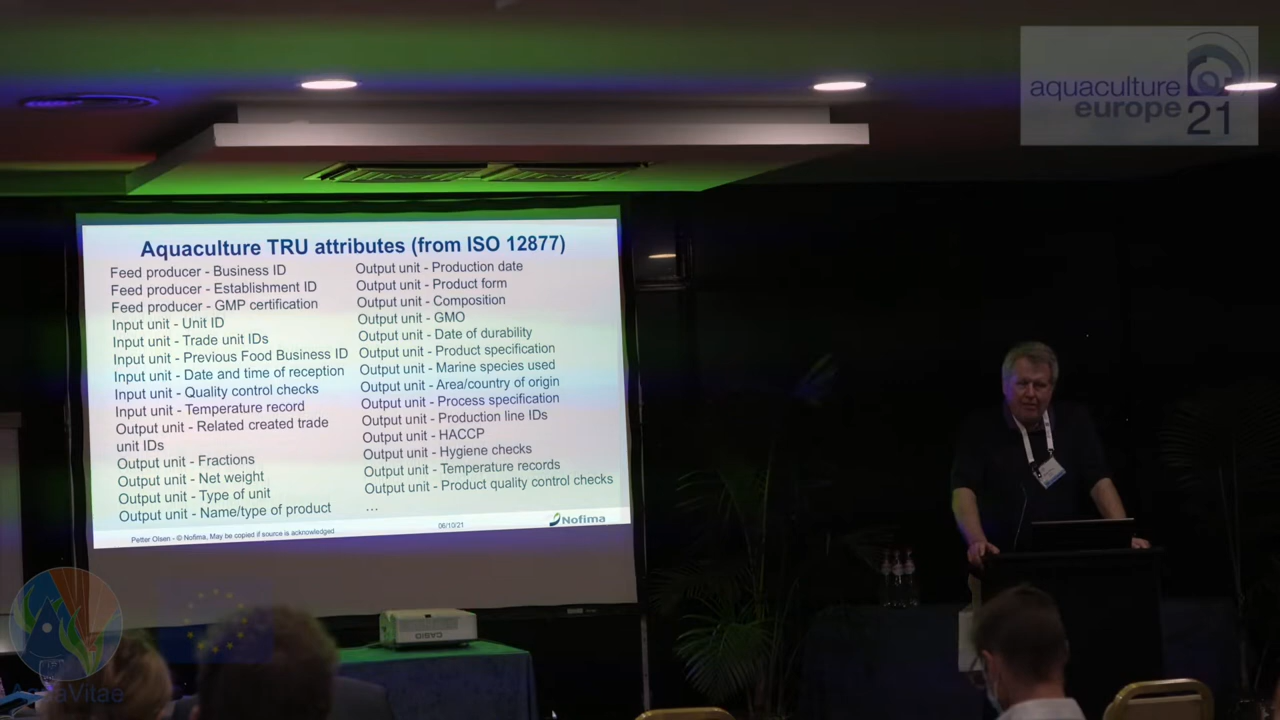 aquaculture
europe
21
Aquaculture TRU attributes (from ISO 12877)
Feed producer - Business ID
Feed producer - Establishment ID
Feed producer - GMP certification
Input unit - Unit ID
Input unit - Trade unit IDs
Input unit - Previous Food Business ID
Input unit - Date and time of reception
Input unit - Quality control checks
Input unit - Temperature record
Output unit - Related created trade
unit IDs
Output unit - Fractions
Output unit - Net weight
Output unit - Type of unit
Output unit - Name/type of product
Output unit - Production date
Output unit - Product form
Output unit - Composition
Output unit - GMO
Output unit - Date of durability
Output unit - Product specification
Output unit - Marine species used
Output unit - Area/country of origin
Output unit - Process specification
Output unit - Production line IDs
Output unit - HACCP
Output unit - Hygiene checks
Output unit - Temperature records
Output unit - Product quality control checks
...
Petter Olsen - © Nofima, May be copied if source is acknowledged
06/10/21
Nofima
CASIO
AquaVitae